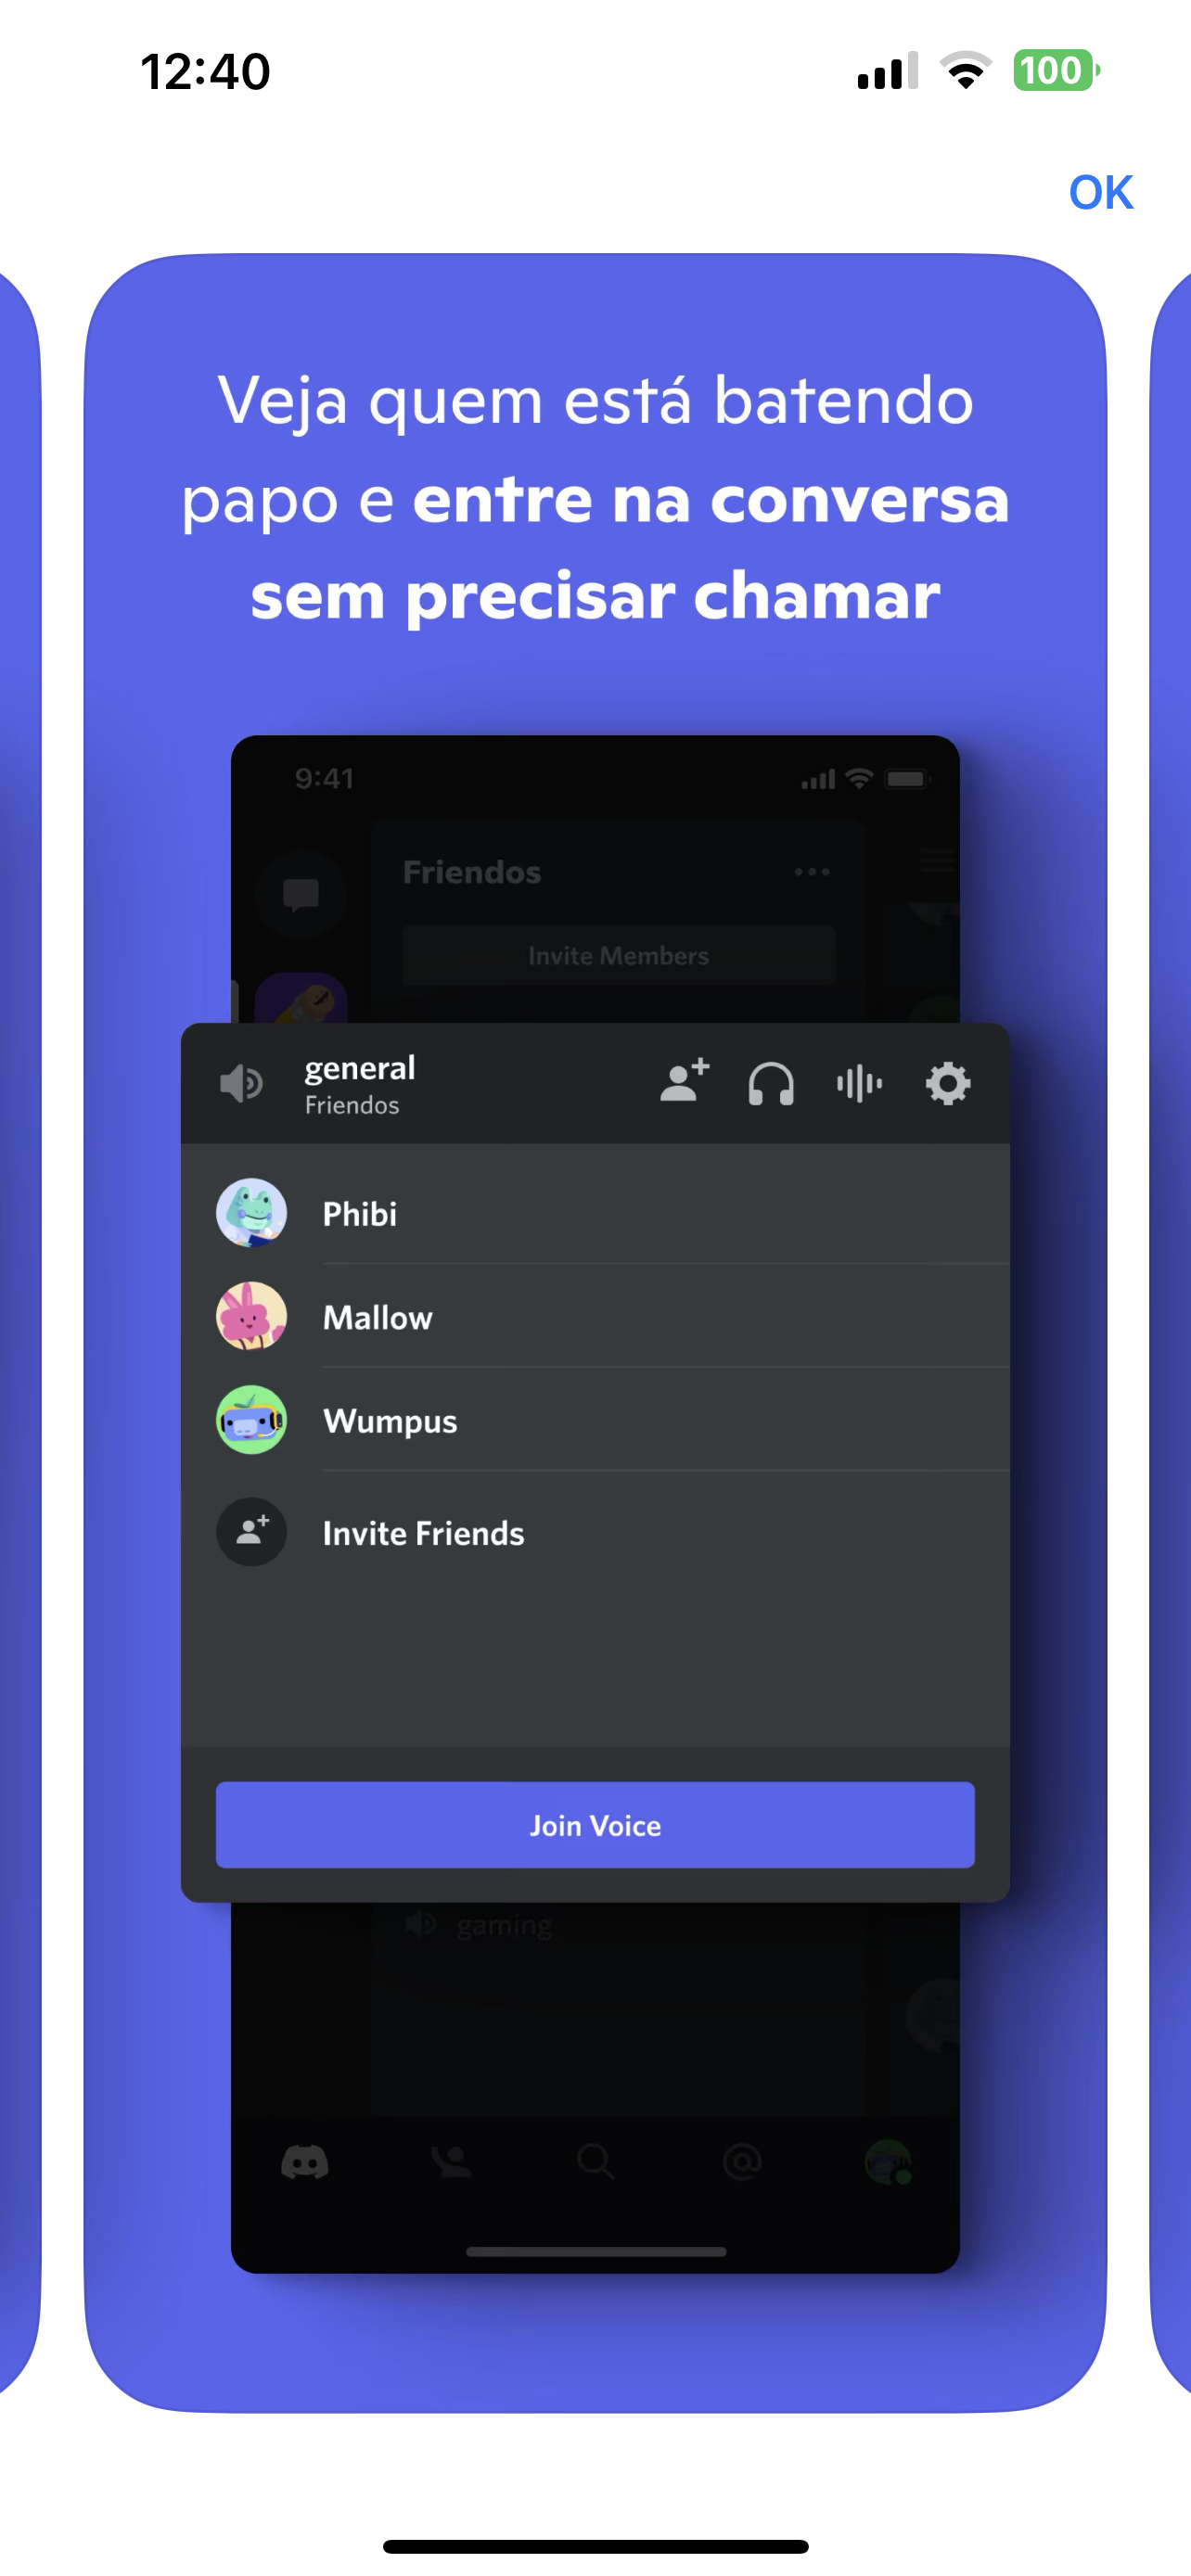 12:40
100
OK
Veja quem está batendo
papo e entre na conversa
sem precisar chamar
9:41
Friendos
Invite Members
general
Friendos
Phibi
Mallow
Wumpus
Invite Friends
Join Voice
gaming